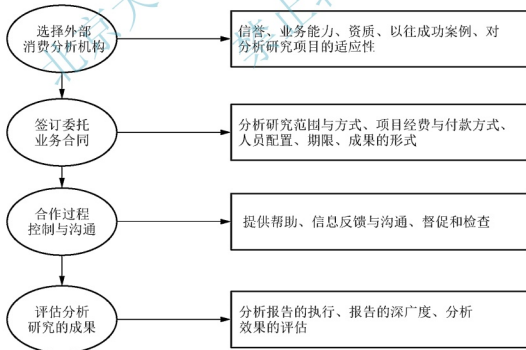 选择外部
消费分析机构
信誉、业务能力、资质、以往成功案例、对
分析研究项目的适应性
签订委托
业务合同
分析研究范围与方式、项目经费与付款方式、
人员配置、期限、成果的形式
合作过程
控制与沟通
提供帮助、信息反馈与沟通、督促和检查
评估分析
研究的成果
分析报告的执行、报告的深广度、分析
效果的评估
北京大
禁止